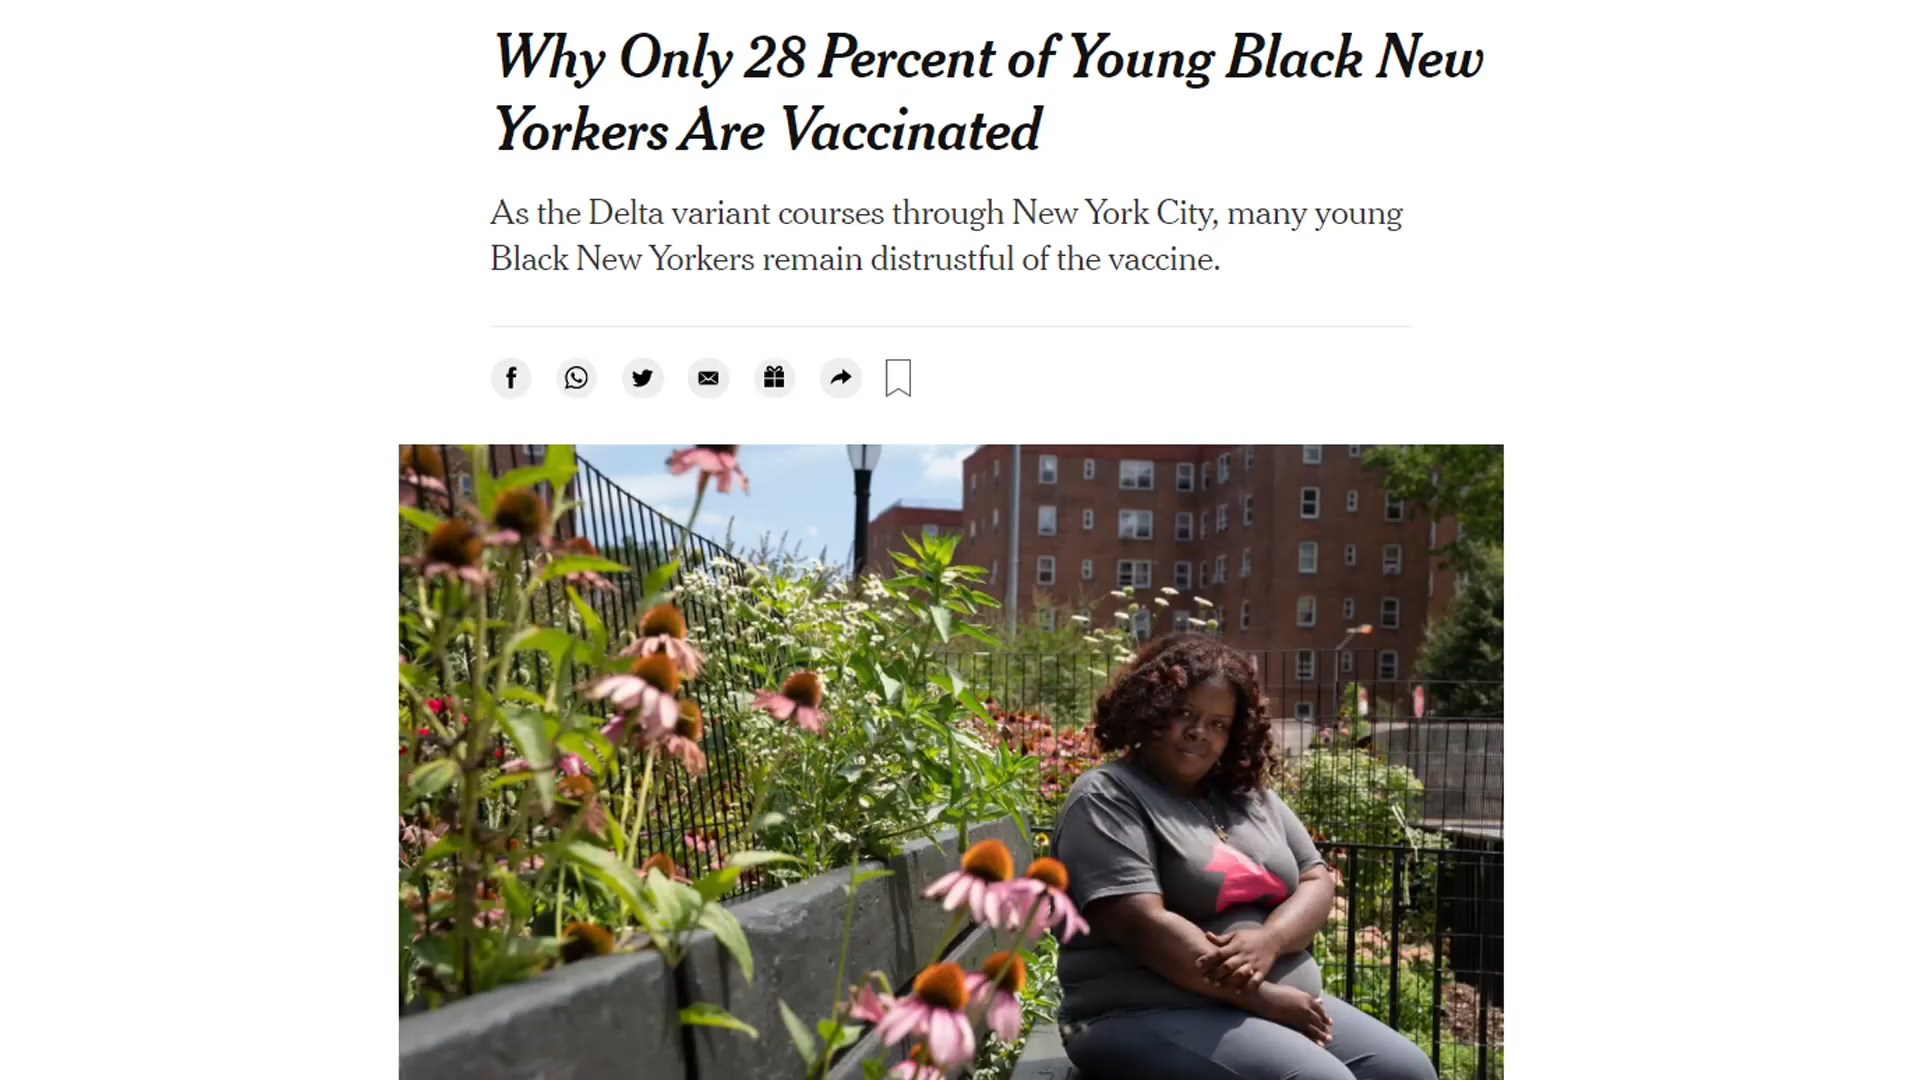 Why Only 28 Percent of Young Black New
Yorkers Are Vaccinated
As the Delta variant courses through New York City, many young
Black New Yorkers remain distrustful of the vaccine.